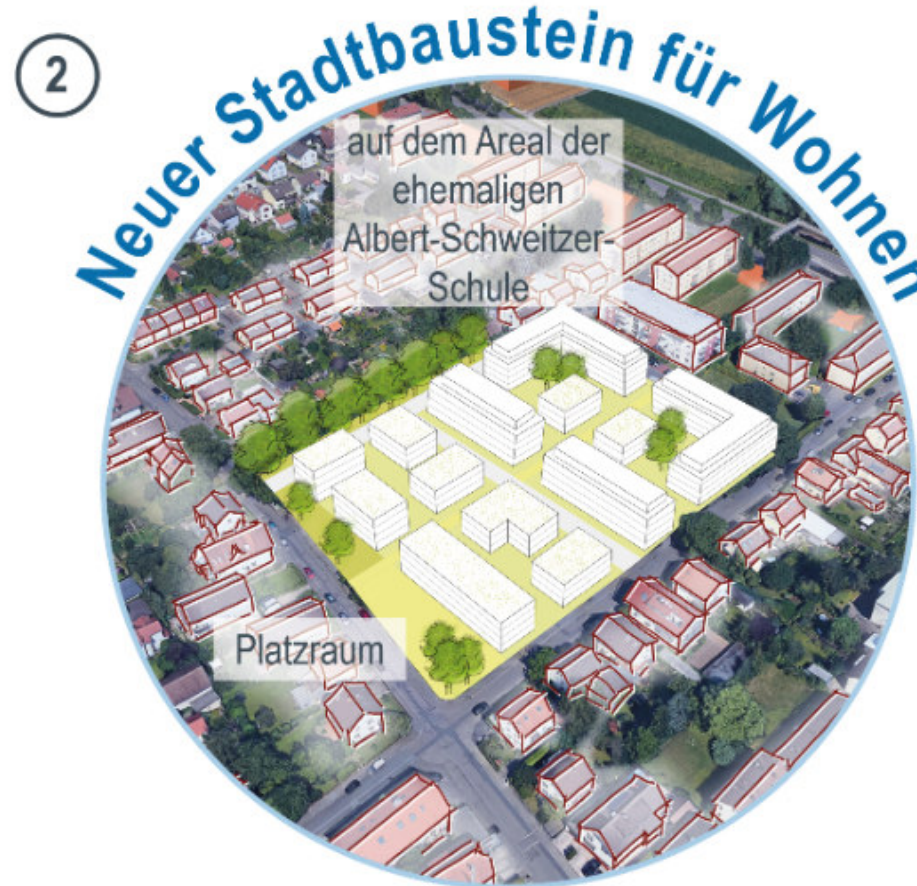 2
Neuer Stadtbaustein für Wohnen
auf dem Areal der
ehemaligen
Albert-Schweitzer-
Schule
Platzraum